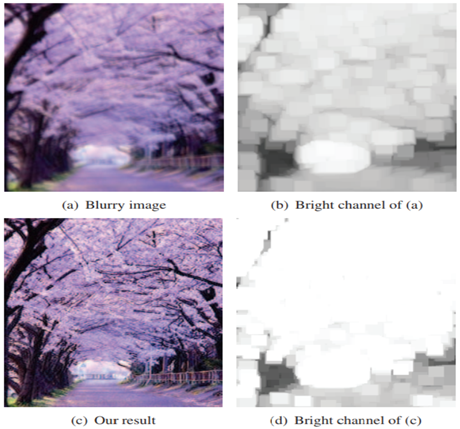 (a) Blurry image
(b) Bright channel of (a)
(c) Our result
(d) Bright channel of (c)